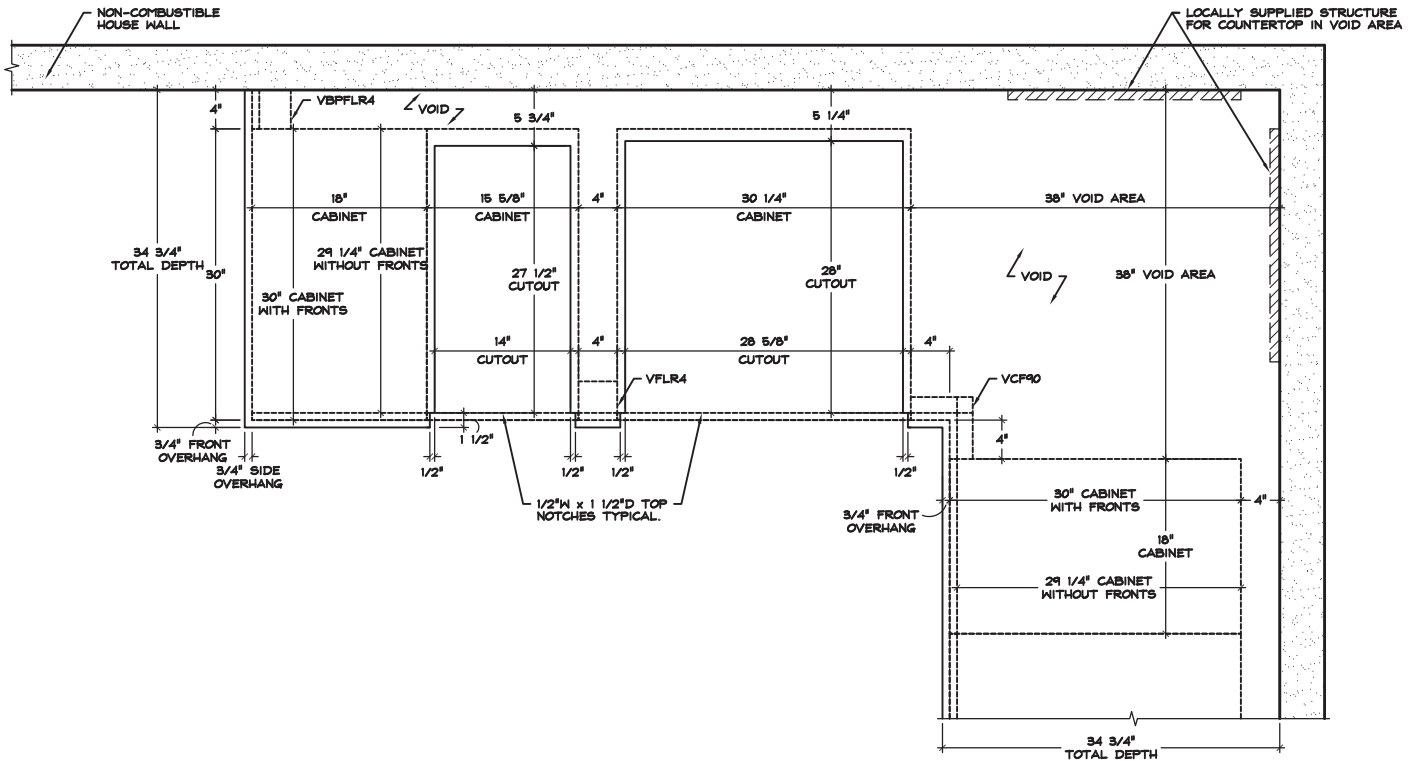 NON-COMBUSTIBLE
HOUSE WALL
LOCALLY SUPPLIED STRUCTURE
FOR COUNTERTOP IN VOID AREA
4"
VBPFLR4
VOID
5 3/4"
5 1/4"
18"
CABINET
15 5/8"
CABINET
4"
30 1/4"
CABINET
38" VOID AREA
34 3/4"
TOTAL DEPTH
30"
29 1/4" CABINET
WITHOUT FRONTS
27 1/2"
CUTOUT
28"
CUTOUT
VOID
38" VOID AREA
30" CABINET
WITH FRONTS
14"
CUTOUT
4"
28 5/8"
CUTOUT
4"
VFLR4
VCF90
3/4" FRONT
OVERHANG
1 1/2"
4"
3/4" SIDE
OVERHANG
1/2"
1/2"
1/2"
1/2"
1/2"W x 1 1/2"D TOP
NOTCHES TYPICAL.
3/4" FRONT
OVERHANG
30" CABINET
WITH FRONTS
4"
18"
CABINET
29 1/4" CABINET
WITHOUT FRONTS
34 3/4"
TOTAL DEPTH